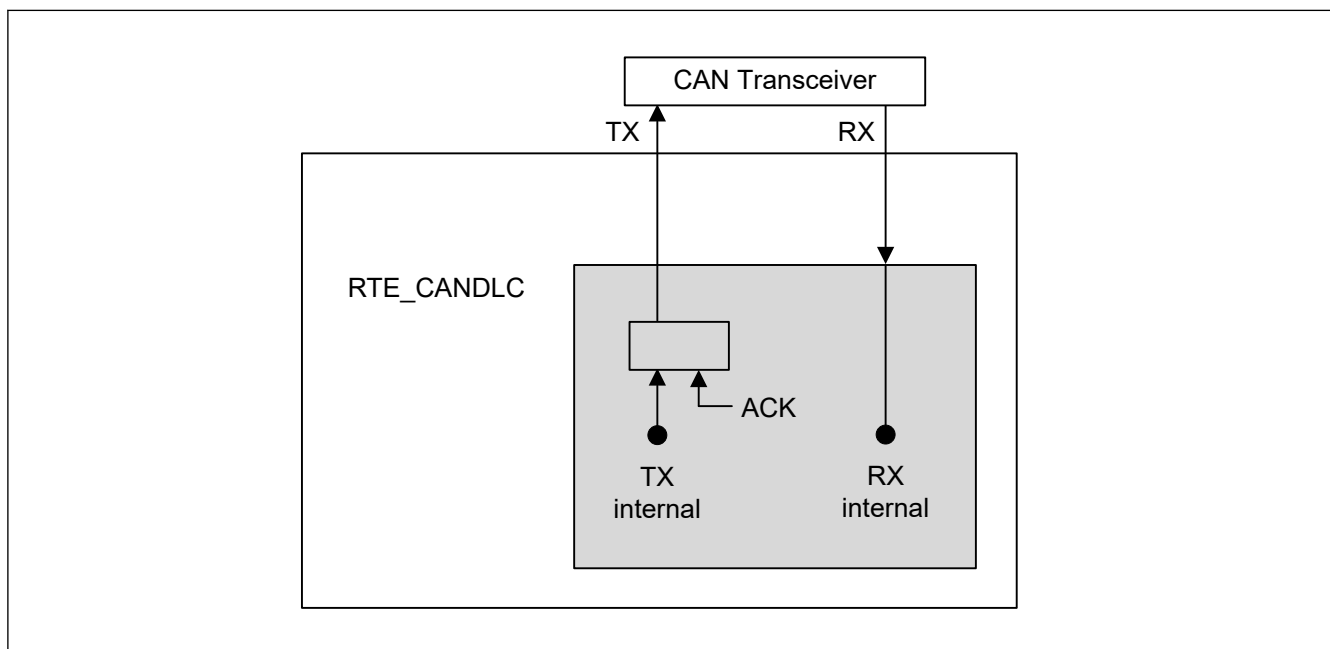 CAN Transceiver
TX
RX
RTE_CANDLC
ACK
TX
internal
RX
internal